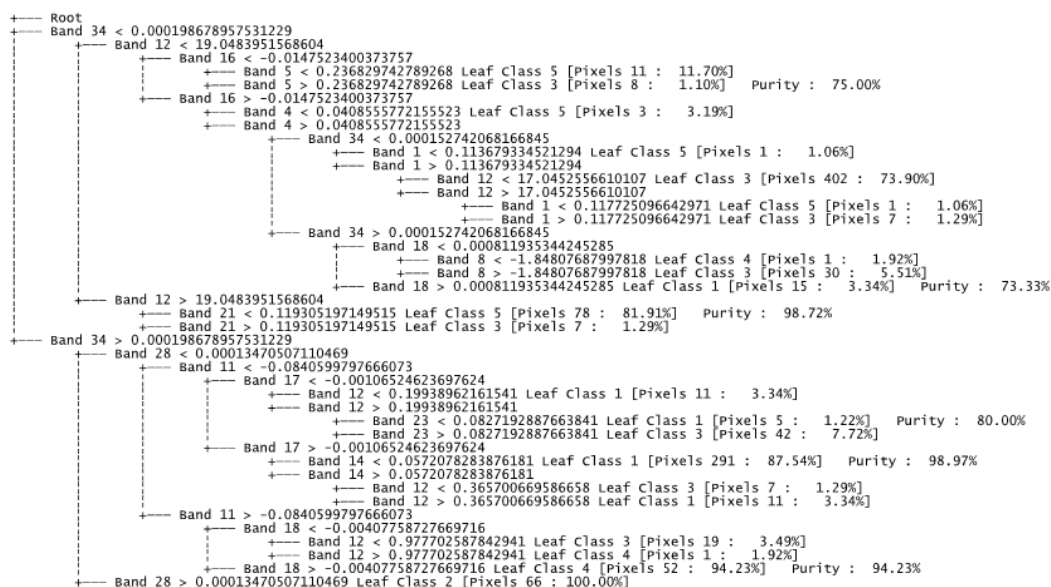 Root
Band 34 < 0.000198678957531229
Band 12 < 19.0483951568604
Band 16 < -0.0147523400373757
Band 5 < 0.236829742789268 Leaf Class 5 [Pixels 11 : 11.70%]
Band 5 > 0.236829742789268 Leaf Class 3 [Pixels 8 : 1.10%] Purity : 75.00%
Band 16 > -0.0147523400373757
Band 4 < 0.0408555772155523 Leaf Class 5 [Pixels 3 : 3.19%]
Band 4 > 0.0408555772155523
Band 34 < 0.000152742068166845
Band 1 < 0.113679334521294 Leaf Class 5 [Pixels 1 : 1.06%]
Band 1 > 0.113679334521294
Band 12 < 17.0452556610107 Leaf Class 3 [Pixels 402 : 73.90%]
Band 12 > 17.0452556610107
Band 1 < 0.117725096642971 Leaf Class 5 [Pixels 1 : 1.06%]
Band 1 > 0.117725096642971 Leaf Class 3 [Pixels 7 : 1.29%]
Band 34 > 0.000152742068166845
Band 18 < 0.000811935344245285
Band 8 < -1.84807687997818 Leaf Class 4 [Pixels 1 : 1.92%]
Band 8 > -1.84807687997818 Leaf Class 3 [Pixels 30 : 5.51%]
Band 18 > 0.000811935344245285 Leaf Class 1 [Pixels 15 : 3.34%] Purity : 73.33%
Band 12 > 19.0483951568604
Band 21 < 0.119305197149515 Leaf Class 5 [Pixels 78 : 81.91%] Purity : 98.72%
Band 21 > 0.119305197149515 Leaf Class 3 [Pixels 7 : 1.29%]
Band 34 > 0.000198678957531229
Band 28 < 0.00013470507110469
Band 11 < -0.0840599797666073
Band 17 < -0.00106524623697624
Band 12 < 0.19938962161541 Leaf Class 1 [Pixels 11 : 3.34%]
Band 12 > 0.19938962161541
Band 23 < 0.0827192887663841 Leaf Class 1 [Pixels 5 : 1.22%] Purity : 80.00%
Band 23 > 0.0827192887663841 Leaf Class 3 [Pixels 42 : 7.72%]
Band 17 > -0.00106524623697624
Band 14 < 0.0572078283876181 Leaf Class 1 [Pixels 291 : 87.54%] Purity : 98.97%
Band 14 > 0.0572078283876181
Band 12 < 0.365700669586658 Leaf Class 3 [Pixels 7 : 1.29%]
Band 12 > 0.365700669586658 Leaf Class 1 [Pixels 11 : 3.34%]
Band 11 > -0.0840599797666073
Band 18 < -0.00407758727669716
Band 12 < 0.977702587842941 Leaf Class 3 [Pixels 19 : 3.49%]
Band 12 > 0.977702587842941 Leaf Class 4 [Pixels 1 : 1.92%]
Band 18 > -0.00407758727669716 Leaf Class 4 [Pixels 52 : 94.23%] Purity : 94.23%
Band 28 > 0.00013470507110469 Leaf Class 2 [Pixels 66 : 100.00%]